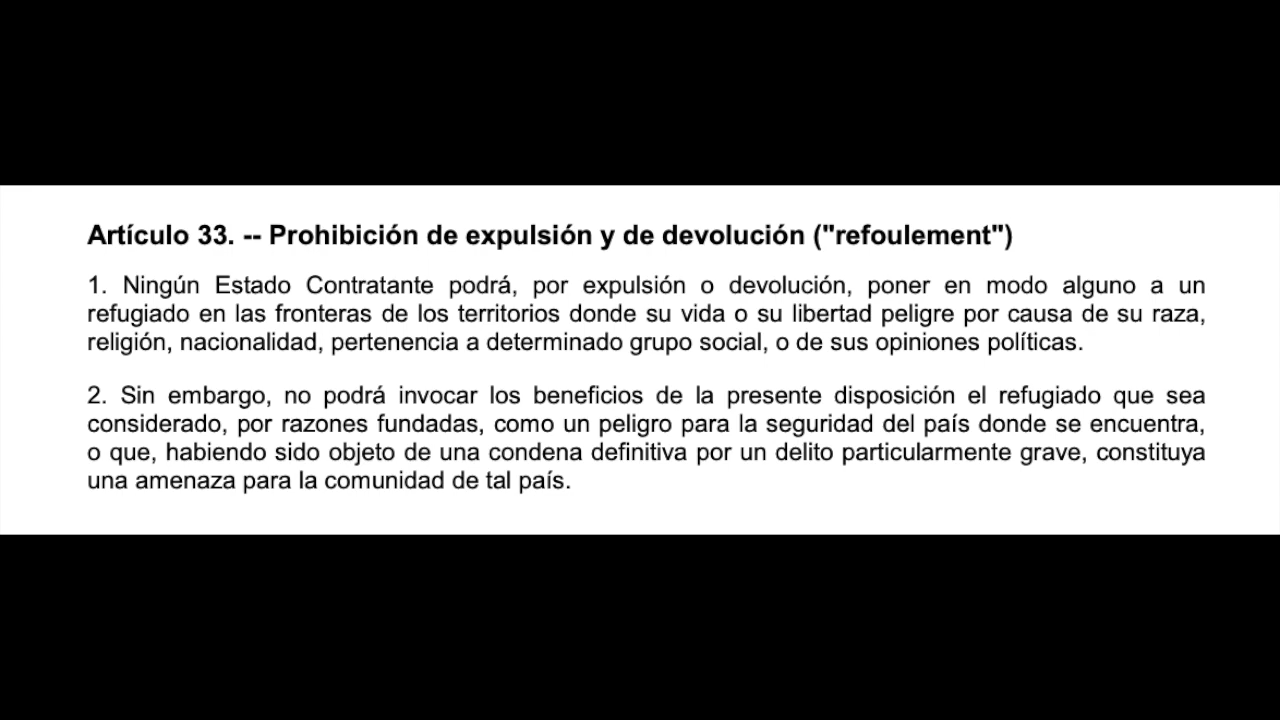 Artículo 33. -- Prohibición de expulsión y de devolución ("refoulement")
1. Ningún Estado Contratante podrá, por expulsión o devolución, poner en modo alguno a un
refugiado en las fronteras de los territorios donde su vida o su libertad peligre por causa de su raza,
religión, nacionalidad, pertenencia a determinado grupo social, o de sus opiniones políticas.
2. Sin embargo, no podrá invocar los beneficios de la presente disposición el refugiado que sea
considerado, por razones fundadas, como un peligro para la seguridad del país donde se encuentra,
o que, habiendo sido objeto de una condena definitiva por un delito particularmente grave, constituya
una amenaza para la comunidad de tal país.